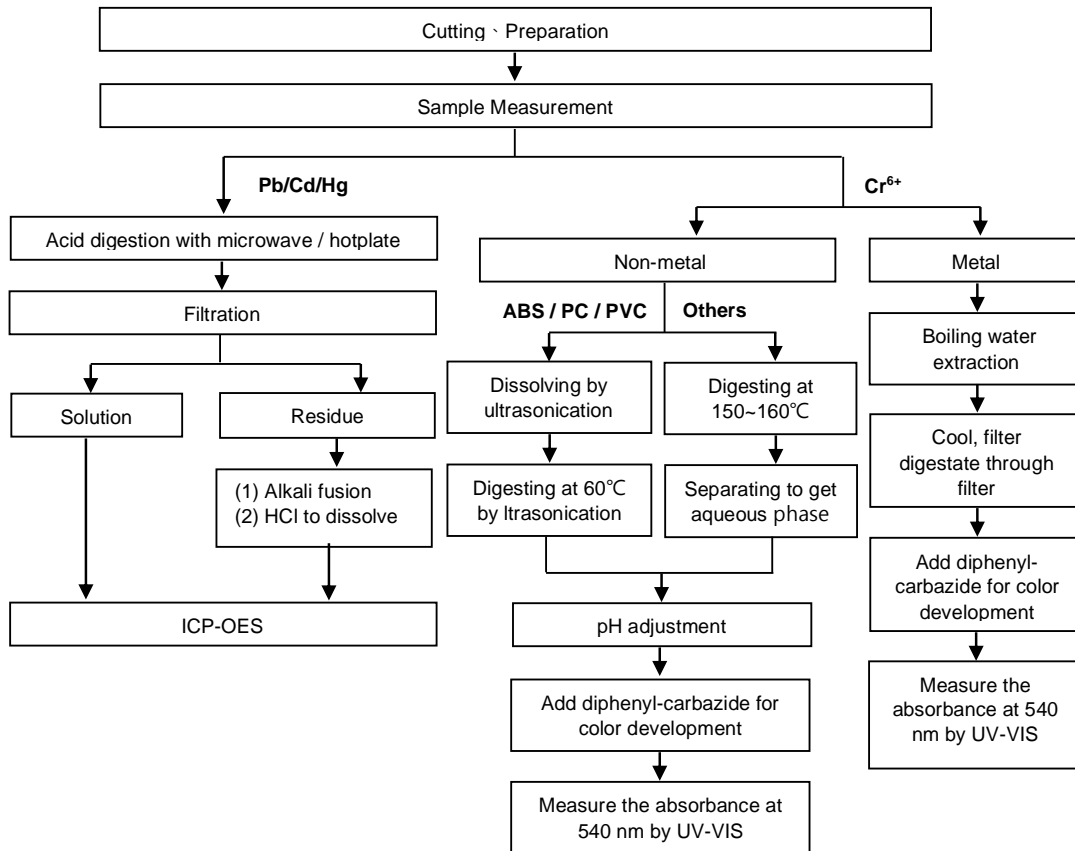 Cutting、Preparation
Sample Measurement
Pb/Cd/Hg
Cr6+
Acid digestion with microwave / hotplate
Filtration
Solution
Residue
(1) Alkali fusion
(2) HCl to dissolve
ICP-OES
Non-metal
ABS / PC / PVC
Others
Dissolving by
ultrasonication
Digesting at 60℃
by ltrasonication
Digesting at
150~160℃
Separating to get
aqueous phase
pH adjustment
Add diphenyl-carbazide for
color development
Measure the absorbance at
540 nm by UV-VIS
Metal
Boiling water
extraction
Cool, filter
digestate through
filter
Add diphenyl-
carbazide for color
development
Measure the
absorbance at 540
nm by UV-VIS